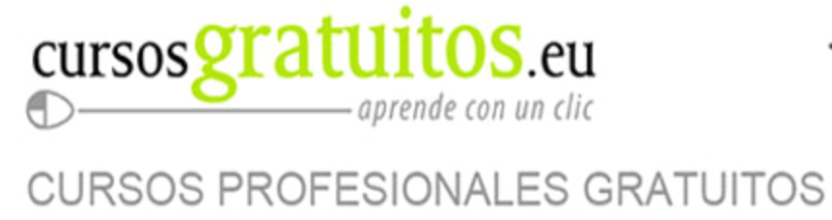 cursosgratuitos.eu
aprende con un clic
CURSOS PROFESIONALES GRATUITOS